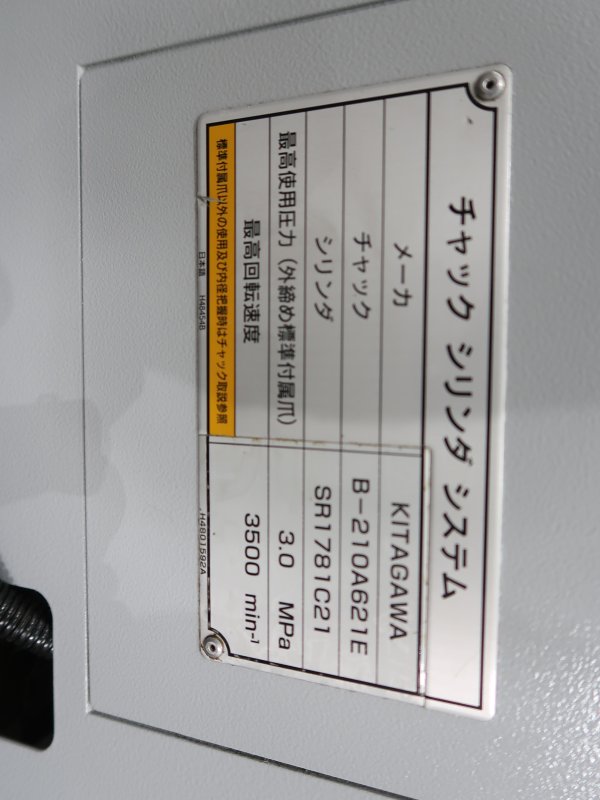 チャック シリンダ システム
メーカ KITAGAWA
チャック B-210A621E
シリンダ SR1781C21
最高使用圧力(外締め標準付属爪) 3.0 MPa
最高回転速度 3500 min-1
標準付属爪以外の使用及び内径把握時はチャック取説参照
日本語 H48454B
H4801592A